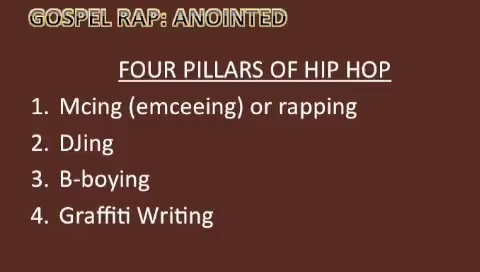 GOSPEL RAP: ANOINTED
FOUR PILLARS OF HIP HOP
1. Mcing (emceeing) or rapping
2. DJing
3. B-boying
4. Graffiti Writing